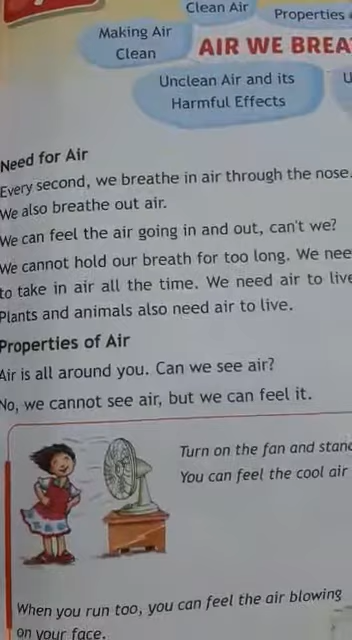 Clean Air
Properties
Making Air
Clean
AIR WE BREA
Unclean Air and its
Harmful Effects
U
Need for Air
Every second, we breathe in air through the nose.
We also breathe out air.
We can feel the air going in and out, can't we?
We cannot hold our breath for too long. We nee
to take in air all the time. We need air to live
Plants and animals also need air to live.
Properties of Air
Air is all around you. Can we see air?
No, we cannot see air, but we can feel it.
Turn on the fan and stand
You can feel the cool air
When you run too, you can feel the air blowing
on your face.